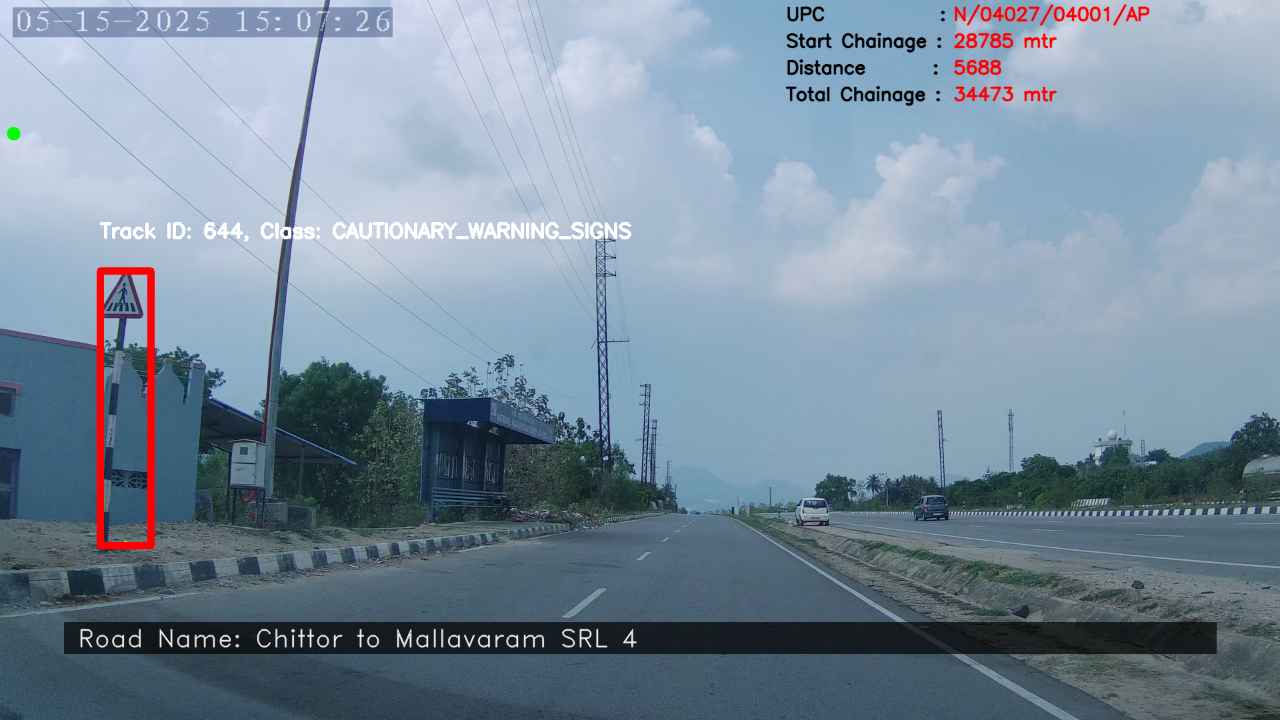 05-15-2025 15:07:26
UPC : N/04027/04001/AP
Start Chainage : 28785 mtr
Distance : 5688
Total Chainage : 34473 mtr
Track ID: 644, Class: CAUTIONARY_WARNING_SIGNS
Road Name: Chittor to Mallavaram SRL 4